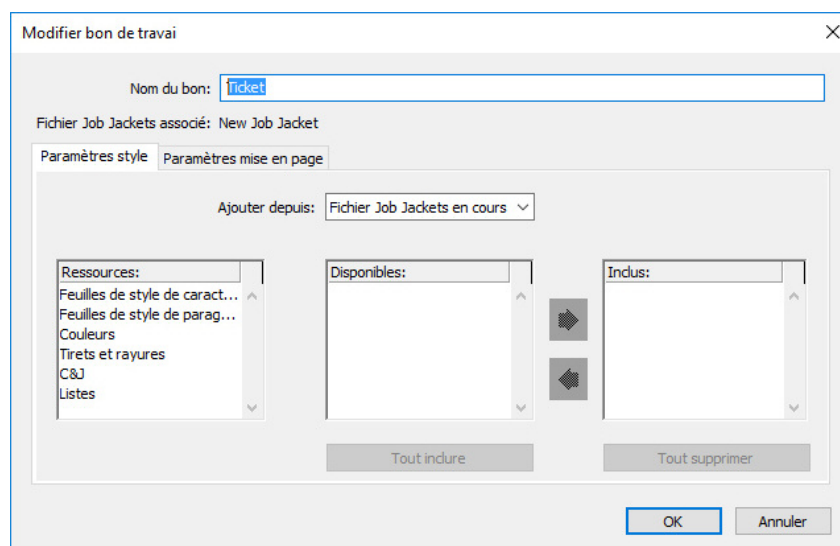 Modifier bon de travai
Nom du bon: Ticket
Fichier Job Jackets associé: New Job Jacket
Paramètres style Paramètres mise en page
Ajouter depuis: Fichier Job Jackets en cours
Ressources: Disponibles: Inclus:
Feuilles de style de caract...
Feuilles de style de parag...
Couleurs
Tirets et rayures
C&J
Listes
Tout inclure Tout supprimer
OK Annuler